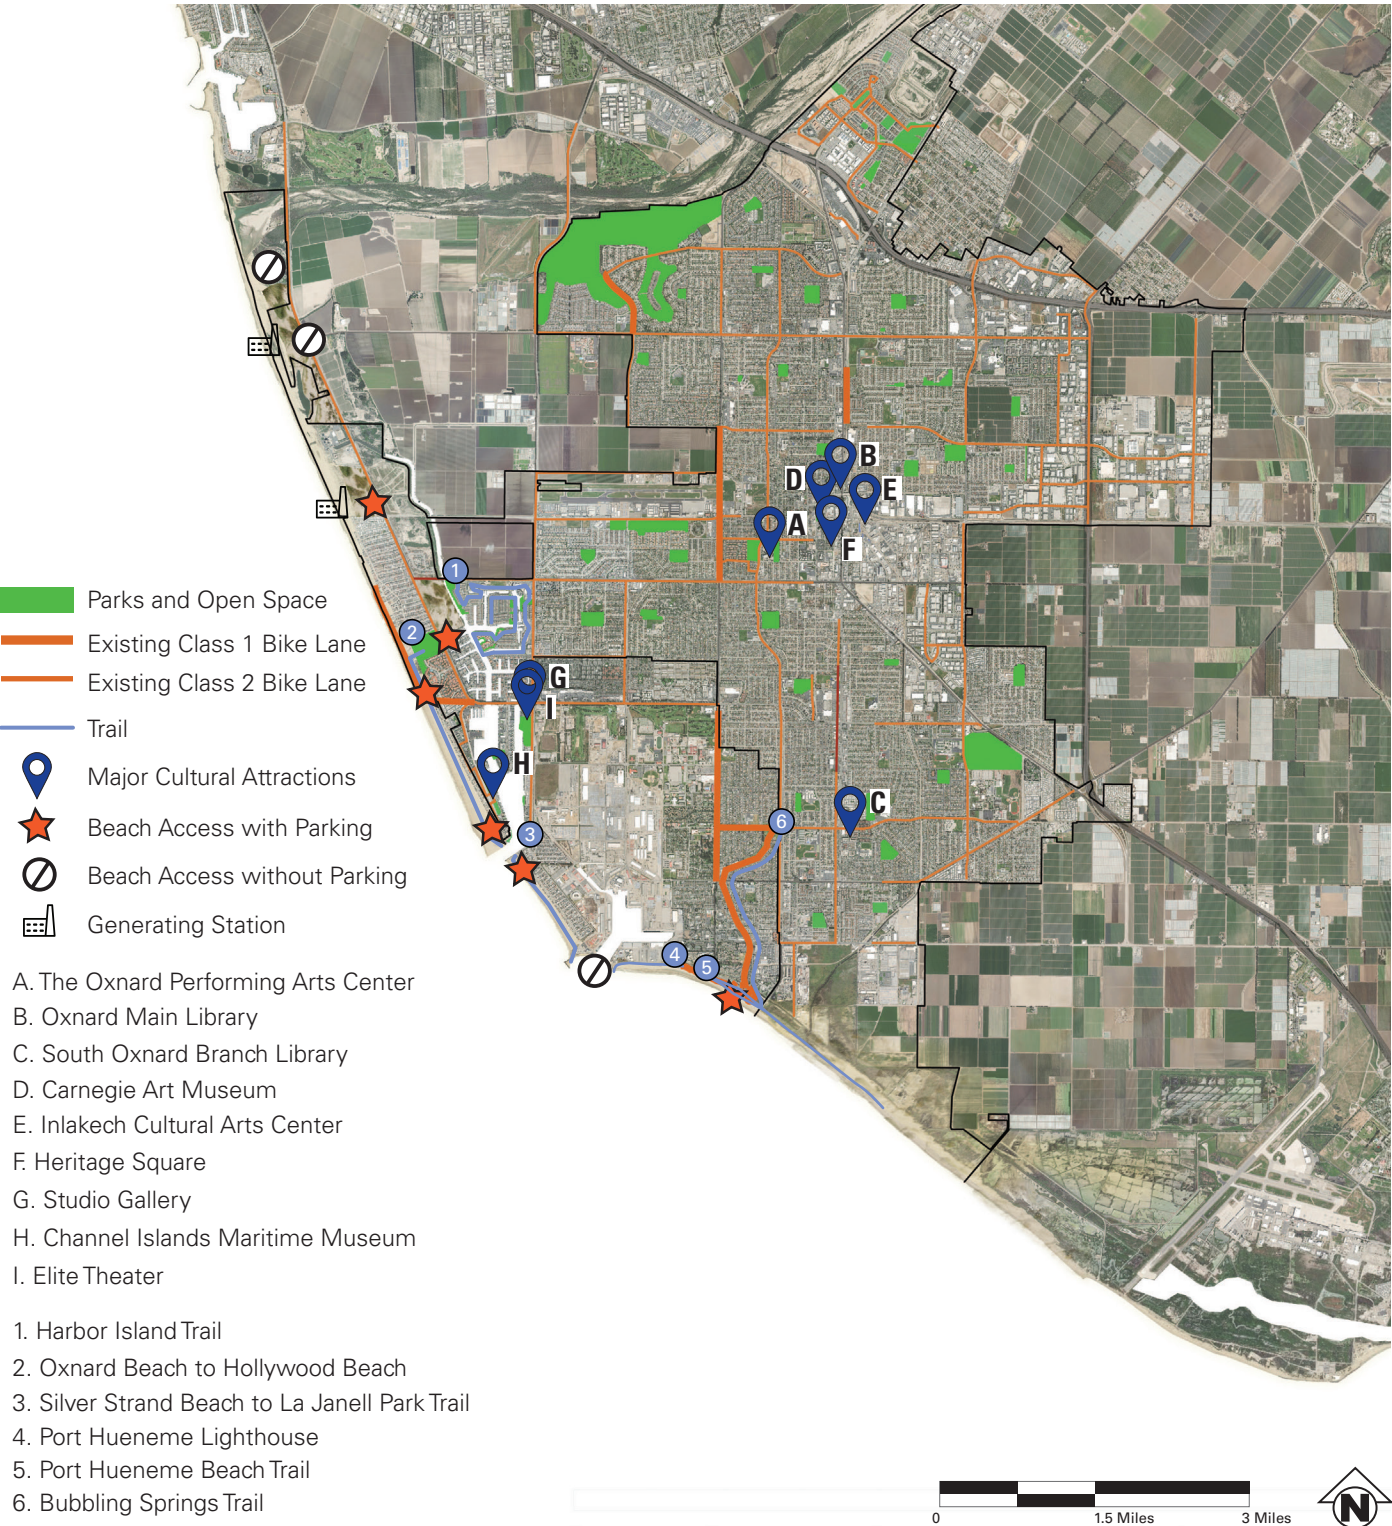 B
D
E
A
F
1
2
G
I
H
3
C
6
4
5
Parks and Open Space
Existing Class 1 Bike Lane
Existing Class 2 Bike Lane
Trail
Major Cultural Attractions
Beach Access with Parking
Beach Access without Parking
Generating Station
A. The Oxnard Performing Arts Center
B. Oxnard Main Library
C. South Oxnard Branch Library
D. Carnegie Art Museum
E. Inlakech Cultural Arts Center
F. Heritage Square
G. Studio Gallery
H. Channel Islands Maritime Museum
I. Elite Theater
1. Harbor Island Trail
2. Oxnard Beach to Hollywood Beach
3. Silver Strand Beach to La Janell Park Trail
4. Port Hueneme Lighthouse
5. Port Hueneme Beach Trail
6. Bubbling Springs Trail
0 1.5 Miles 3 Miles
N